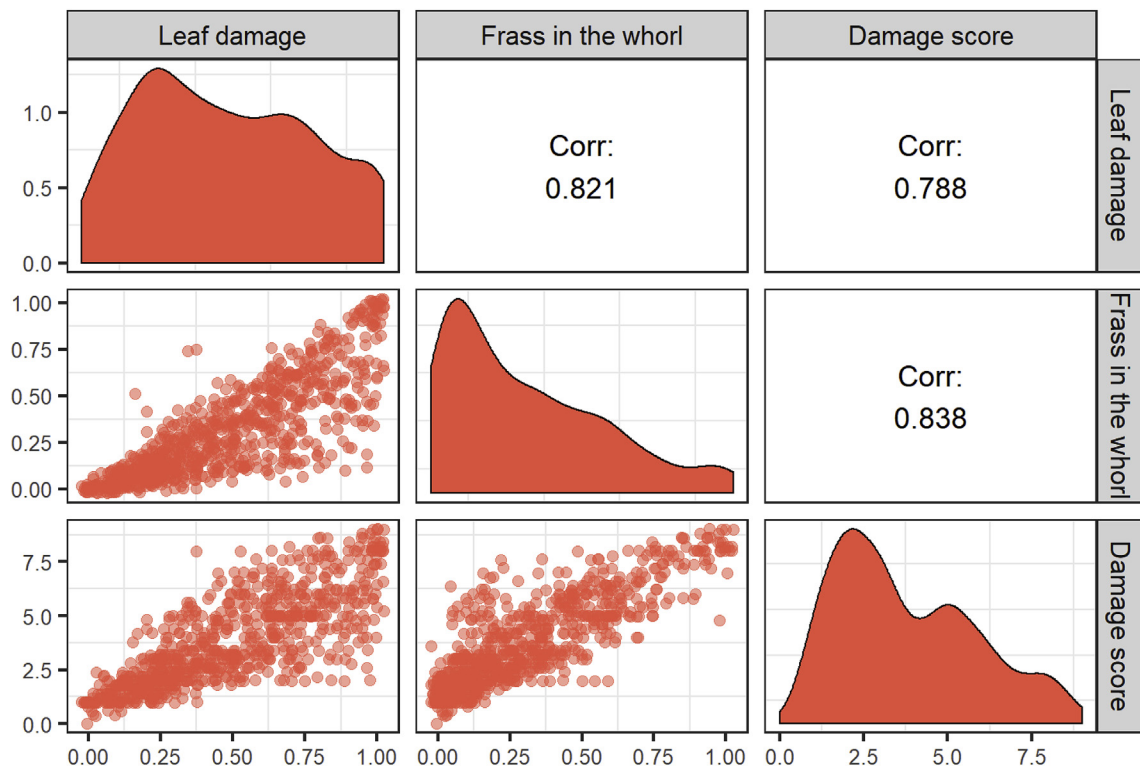 Leaf damage Frass in the whorl Damage score
1.0
0.5
0.0
Corr:
0.821
Corr:
0.788
Leaf damage
1.00
0.75
0.50
0.25
0.00
Corr:
0.838
Frass in the whorl
7.5
5.0
2.5
0.0
Damage score
0.00 0.25 0.50 0.75 1.00 0.00 0.25 0.50 0.75 1.00 0.0 2.5 5.0 7.5